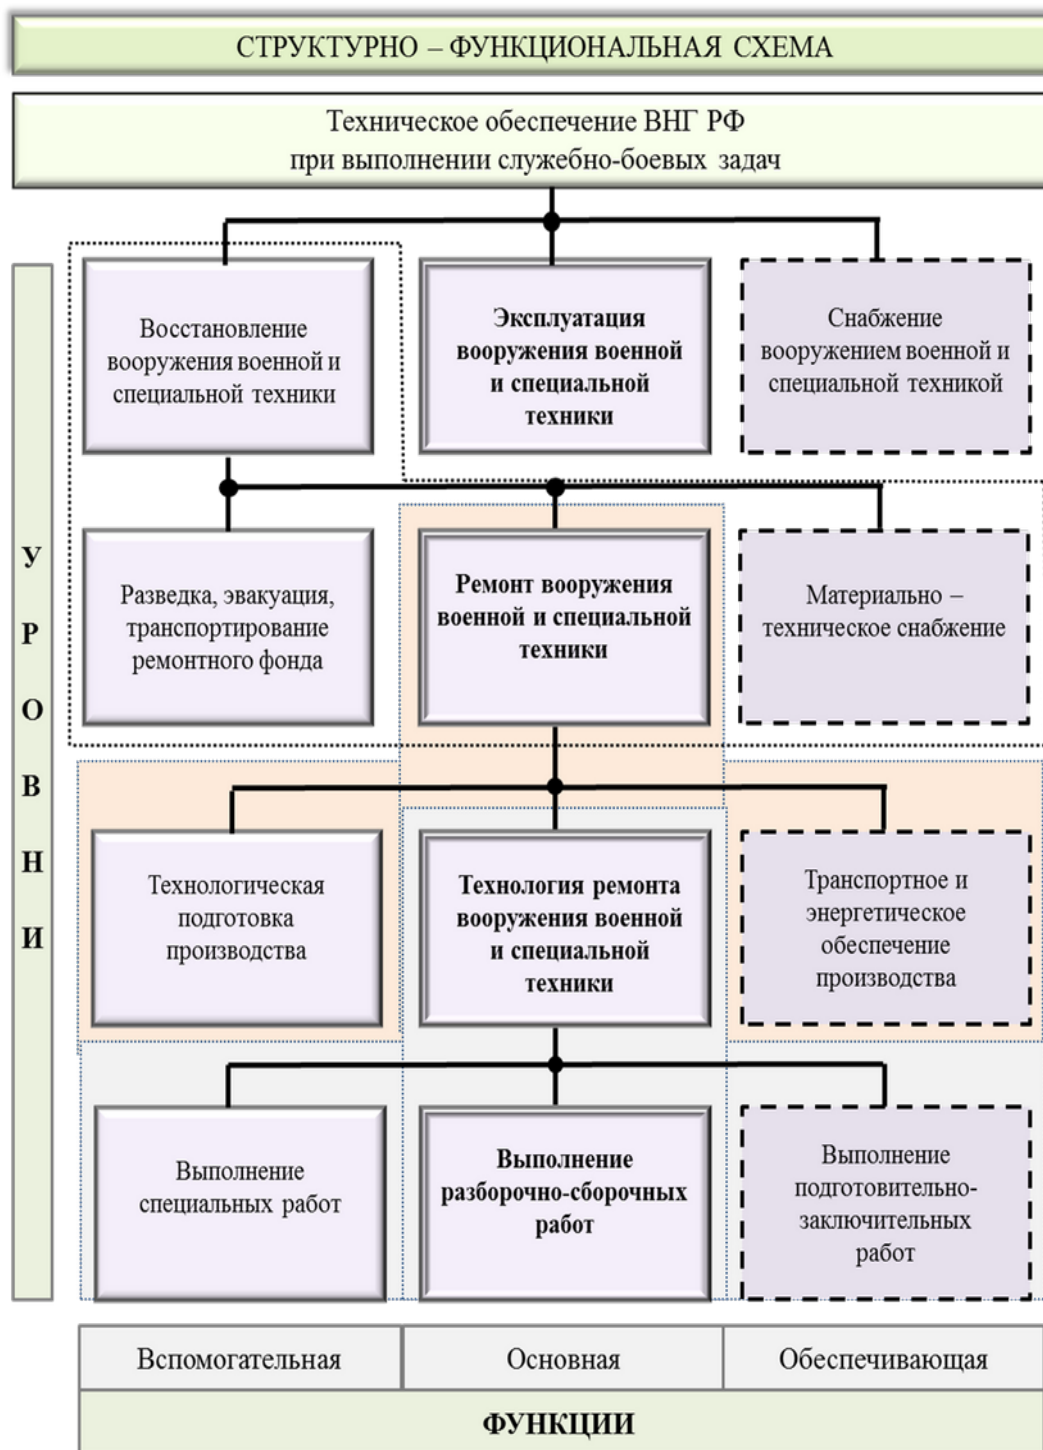 СТРУКТУРНО – ФУНКЦИОНАЛЬНАЯ СХЕМА
Техническое обеспечение ВНГ РФ
при выполнении служебно-боевых задач
Восстановление
вооружения военной и
специальной техники
Эксплуатация
вооружения военной
и специальной
техники
Снабжение
вооружением военной и
специальной техникой
Разведка, эвакуация,
транспортирование
ремонтного фонда
Ремонт вооружения
военной и специальной
техники
Материально –
техническое снабжение
Технологическая
подготовка
производства
Технология ремонта
вооружения военной
и специальной
техники
Транспортное и
энергетическое
обеспечение
производства
Выполнение
специальных работ
Выполнение
разборочно-сборочных
работ
Выполнение
подготовительно-
заключительных
работ
У
Р
О
В
Н
И
Вспомогательная
Основная
Обеспечивающая
ФУНКЦИИ